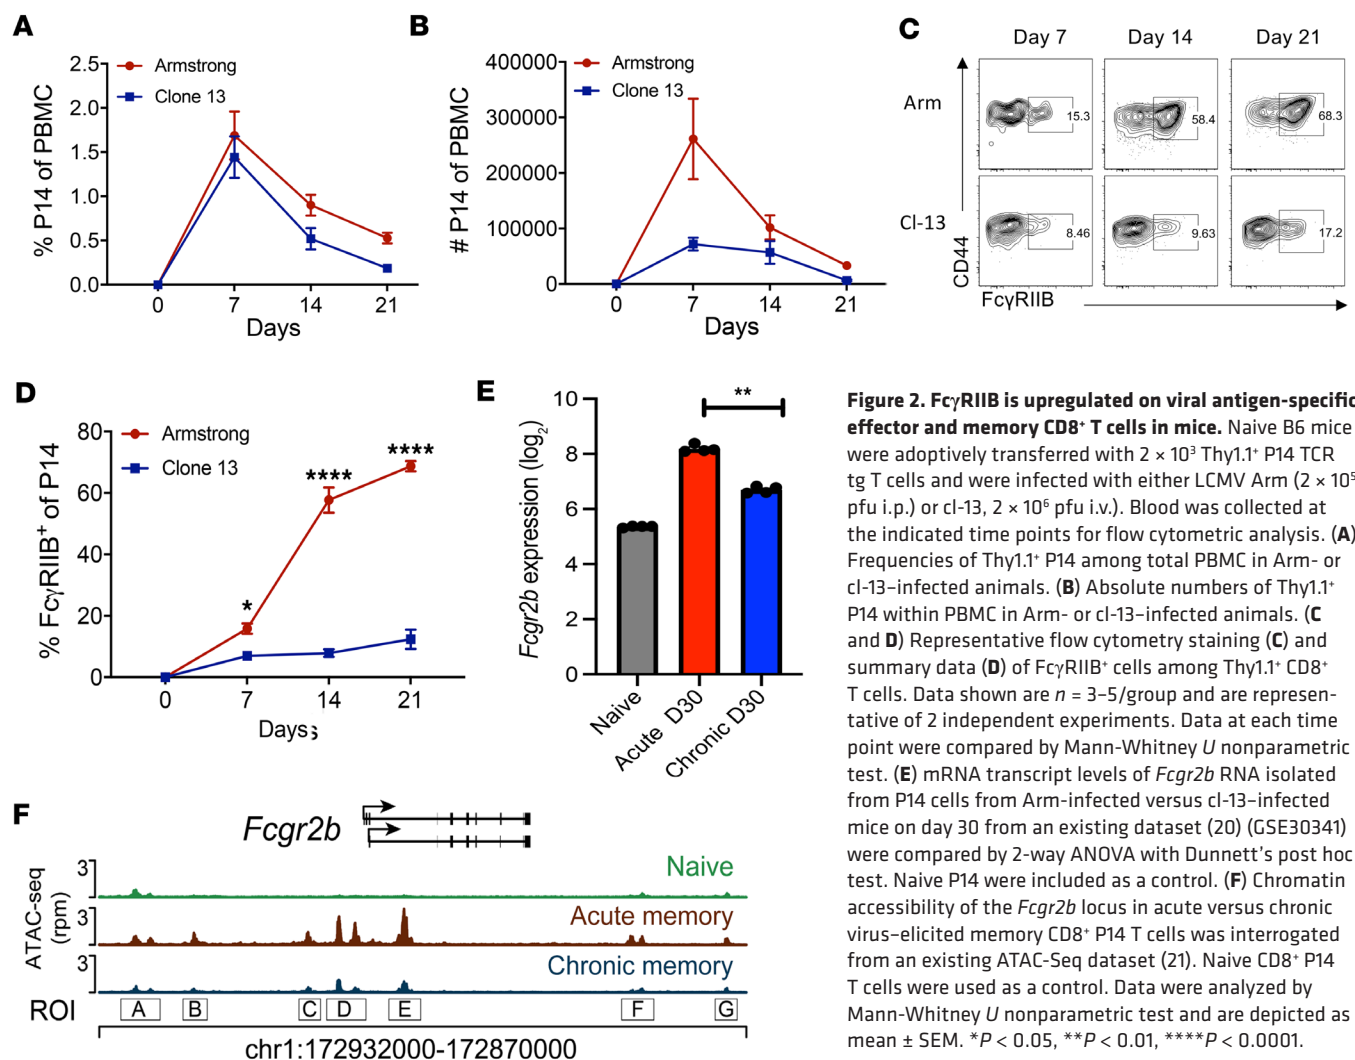 A
% P14 of PBMC
2.5
2.0
1.5
1.0
0.5
0.0
Armstrong
Clone 13
0 7 14 21
Days
B
# P14 of PBMC
400000
300000
200000
100000
0
Armstrong
Clone 13
0 7 14 21
Days
C
Day 7 Day 14 Day 21
Arm
15.3
58.4
68.3
Cl-13
8.46
9.63
17.2
CD44
FcγRIIB
D
% FcγRIIB⁺ of P14
80
60
40
20
0
Armstrong
Clone 13
*
****
****
0 7 14 21
Days
E
Fcgr2b expression (log₂)
10
8
6
4
2
0
**
Naive
Acute D30
Chronic D30
F
Fcgr2b
ATAC-seq
(rpm)
3
Naive
3
Acute memory
3
Chronic memory
ROI
A B C D E F G
chr1:172932000-172870000
Figure 2. FcγRIIB is upregulated on viral antigen-specific
effector and memory CD8⁺ T cells in mice. Naive B6 mice
were adoptively transferred with 2 × 10³ Thy1.1⁺ P14 TCR
tg T cells and were infected with either LCMV Arm (2 × 10⁵
pfu i.p.) or cl-13, 2 × 10⁶ pfu i.v.). Blood was collected at
the indicated time points for flow cytometric analysis. (A)
Frequencies of Thy1.1⁺ P14 among total PBMC in Arm- or
cl-13–infected animals. (B) Absolute numbers of Thy1.1⁺
P14 within PBMC in Arm- or cl-13–infected animals. (C
and D) Representative flow cytometry staining (C) and
summary data (D) of FcγRIIB⁺ cells among Thy1.1⁺ CD8⁺
T cells. Data shown are n = 3–5/group and are represen-
tative of 2 independent experiments. Data at each time
point were compared by Mann-Whitney U nonparametric
test. (E) mRNA transcript levels of Fcgr2b RNA isolated
from P14 cells from Arm-infected versus cl-13–infected
mice on day 30 from an existing dataset (20) (GSE30341)
were compared by 2-way ANOVA with Dunnett's post hoc
test. Naive P14 were included as a control. (F) Chromatin
accessibility of the Fcgr2b locus in acute versus chronic
virus–elicited memory CD8⁺ P14 T cells was interrogated
from an existing ATAC-Seq dataset (21). Naive CD8⁺ P14
T cells were used as a control. Data were analyzed by
Mann-Whitney U nonparametric test and are depicted as
mean ± SEM. *P < 0.05, **P < 0.01, ****P < 0.0001.